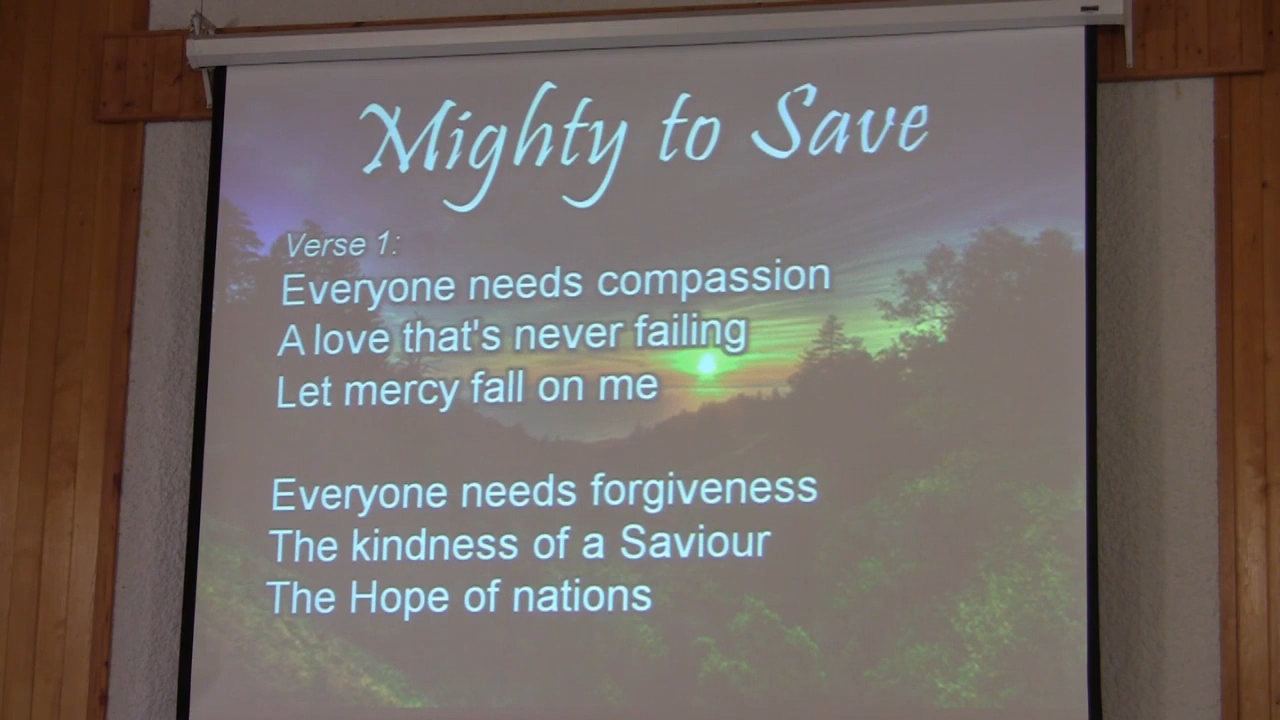 Mighty to Save
Verse 1:
Everyone needs compassion
A love that's never failing
Let mercy fall on me
Everyone needs forgiveness
The kindness of a Saviour
The Hope of nations